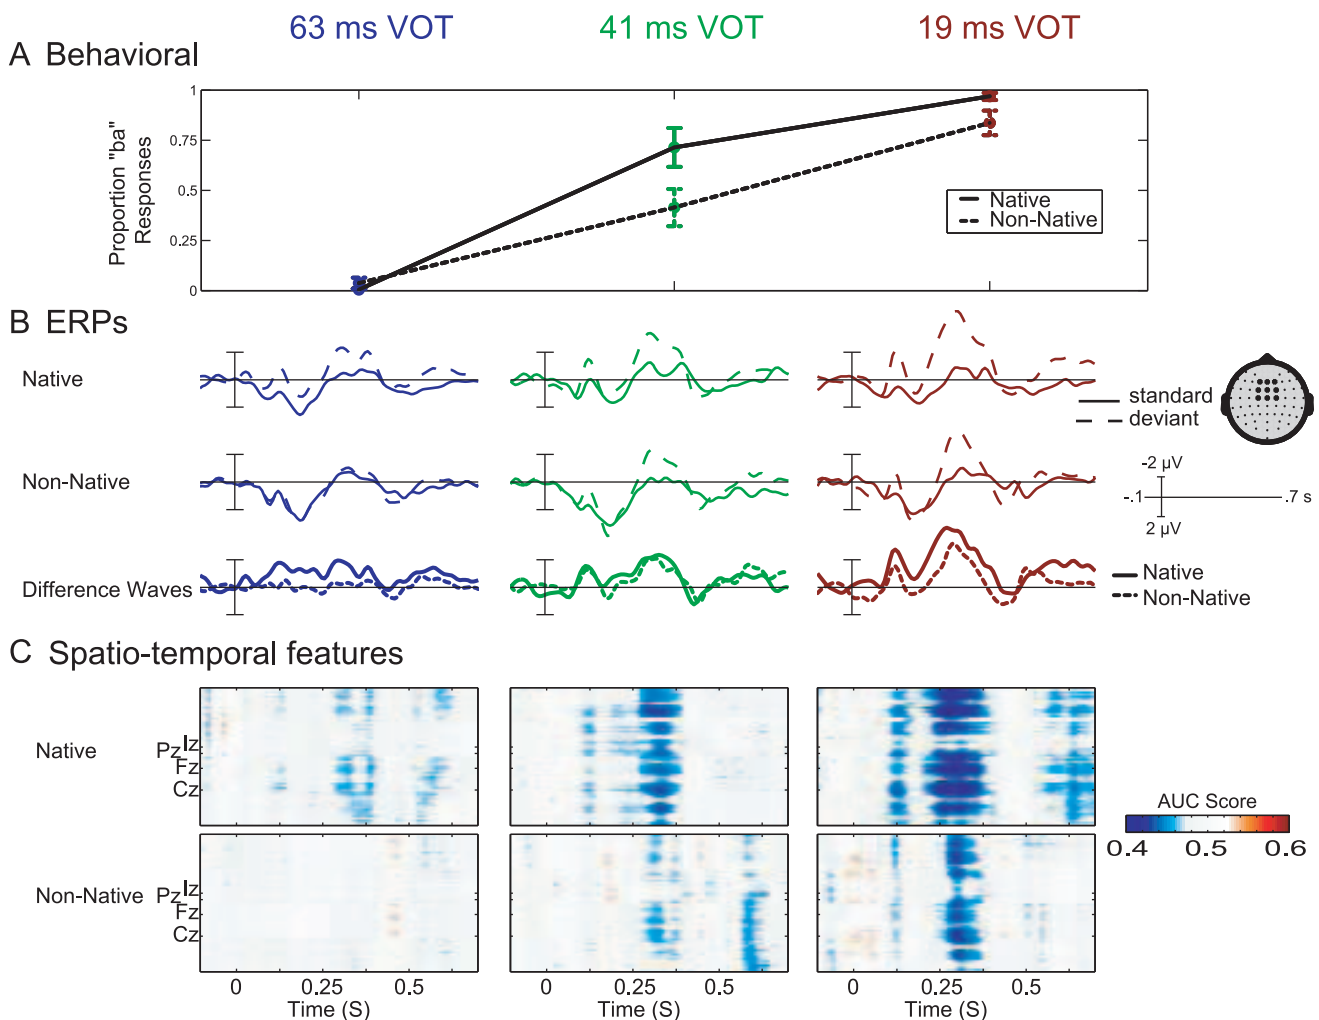 63 ms VOT 41 ms VOT 19 ms VOT
A Behavioral
Proportion "ba"
Responses
1
0.75
0.5
0.25
0
Native
Non-Native
B ERPs
Native
Non-Native
Difference Waves
standard
deviant
-2 µV
-.1 .7 s
2 µV
Native
Non-Native
C Spatio-temporal features
Native
Iz
Pz
Fz
Cz
Non-Native
Iz
Pz
Fz
Cz
AUC Score
0.4 0.5 0.6
0 0.25 0.5 0 0.25 0.5 0 0.25 0.5
Time (S) Time (S) Time (S)